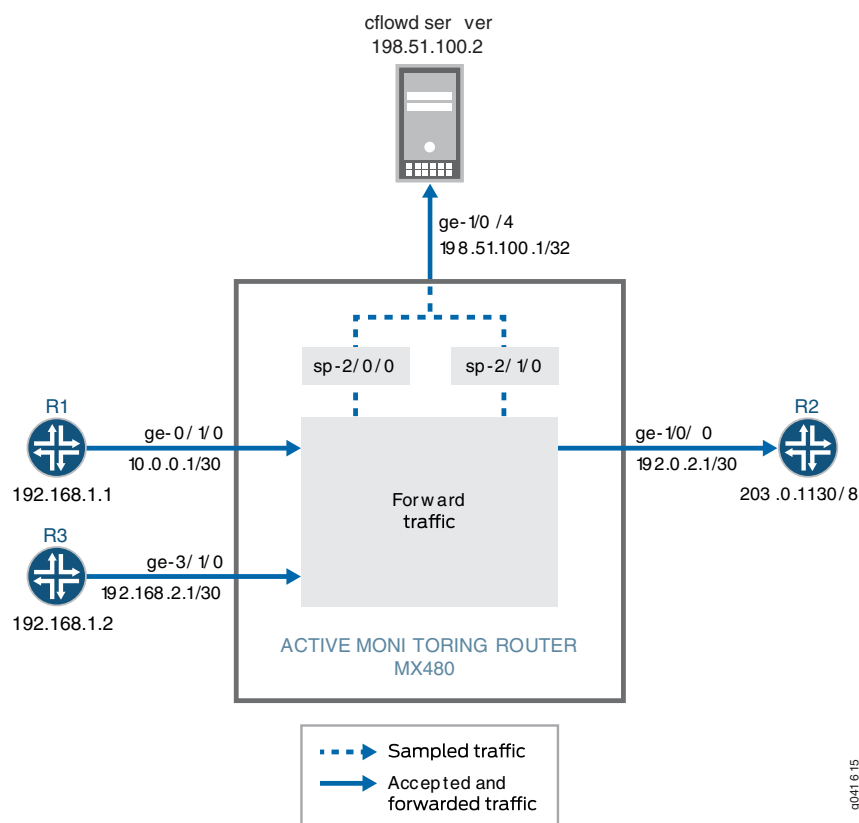 cflowd ser ver
198.51.100.2
ge-1/0 /4
198.51.100 .1/32
sp-2/ 0/ 0
sp-2/ 1/0
R1
ge-0/ 1/0
10.0.0 .1/30
192.168.1.1
R3
ge-3/ 1/0
192.168 .2.1/30
192.168.1.2
Forw ard
traffic
ge-1/0/ 0
192.0.2.1/30
R2
203 .0.1130/ 8
ACTIVE MONI TORING ROUTER
MX480
Sampled traffic
Accepted and
forwarded traffic
g041 6 15